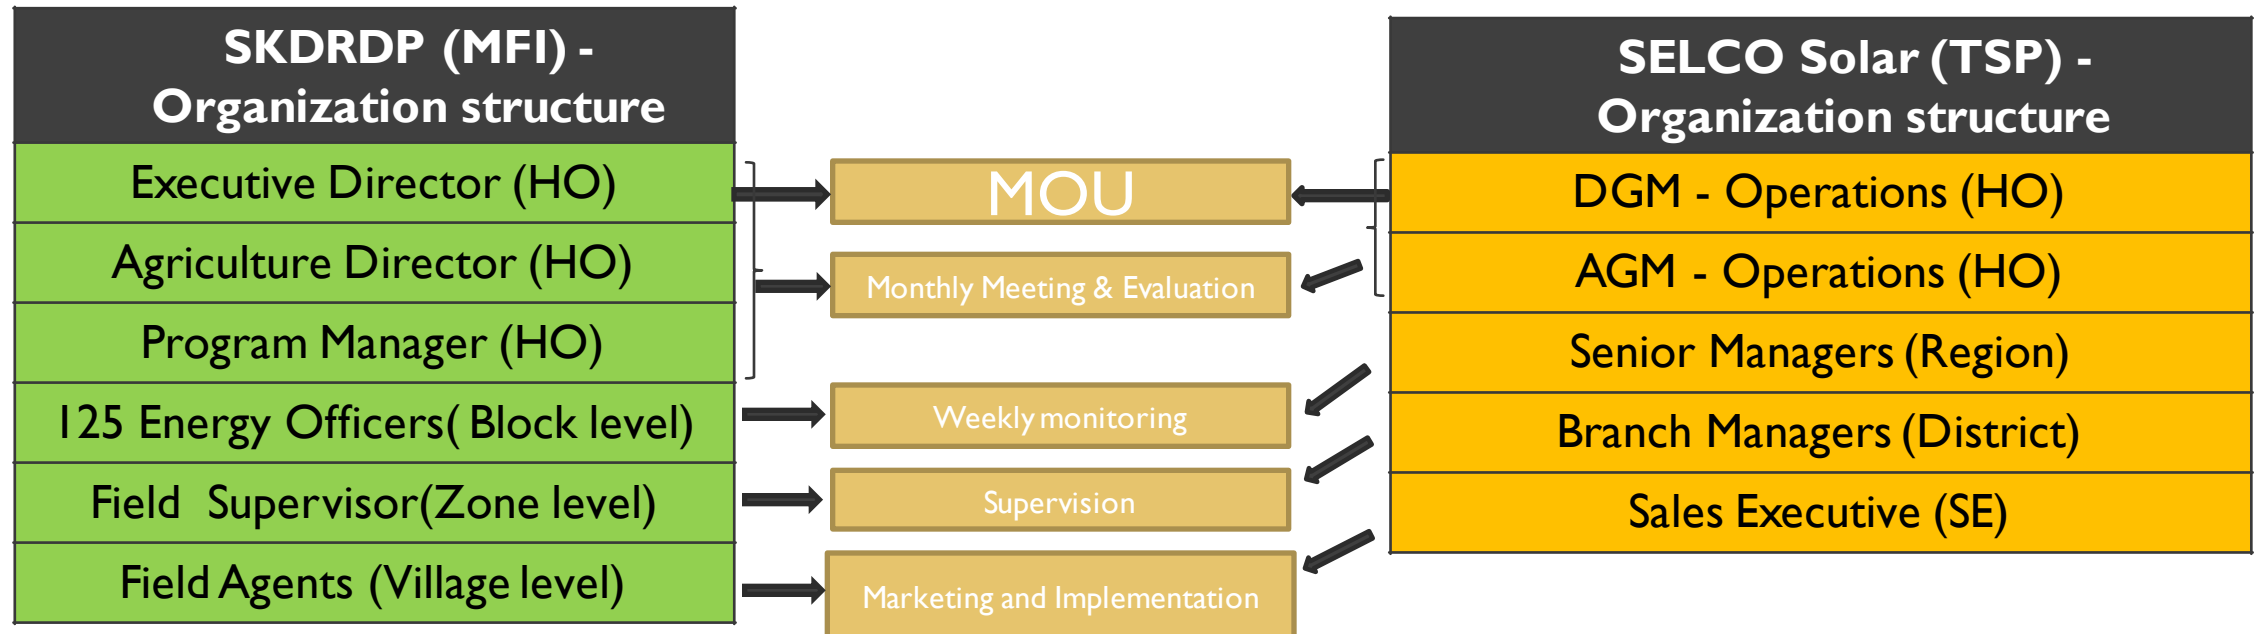 SKDRDP (MFI) -
Organization structure
Executive Director (HO)
Agriculture Director (HO)
Program Manager (HO)
125 Energy Officers( Block level)
Field Supervisor(Zone level)
Field Agents (Village level)
MOU
Monthly Meeting & Evaluation
Weekly monitoring
Supervision
Marketing and Implementation
SELCO Solar (TSP) -
Organization structure
DGM - Operations (HO)
AGM - Operations (HO)
Senior Managers (Region)
Branch Managers (District)
Sales Executive (SE)